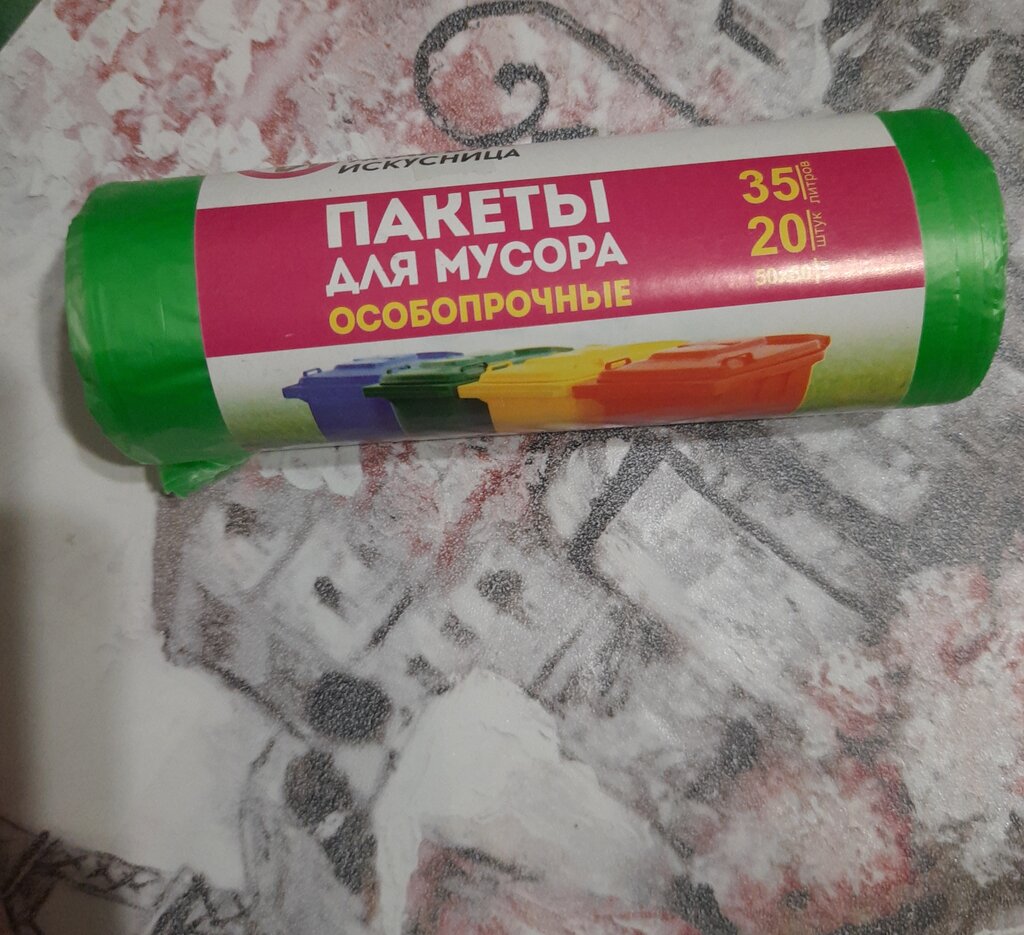 ИСКУСНИЦА
ПАКЕТЫ
ДЛЯ МУСОРА
ОСОБОПРОЧНЫЕ
35 литров
20 штук